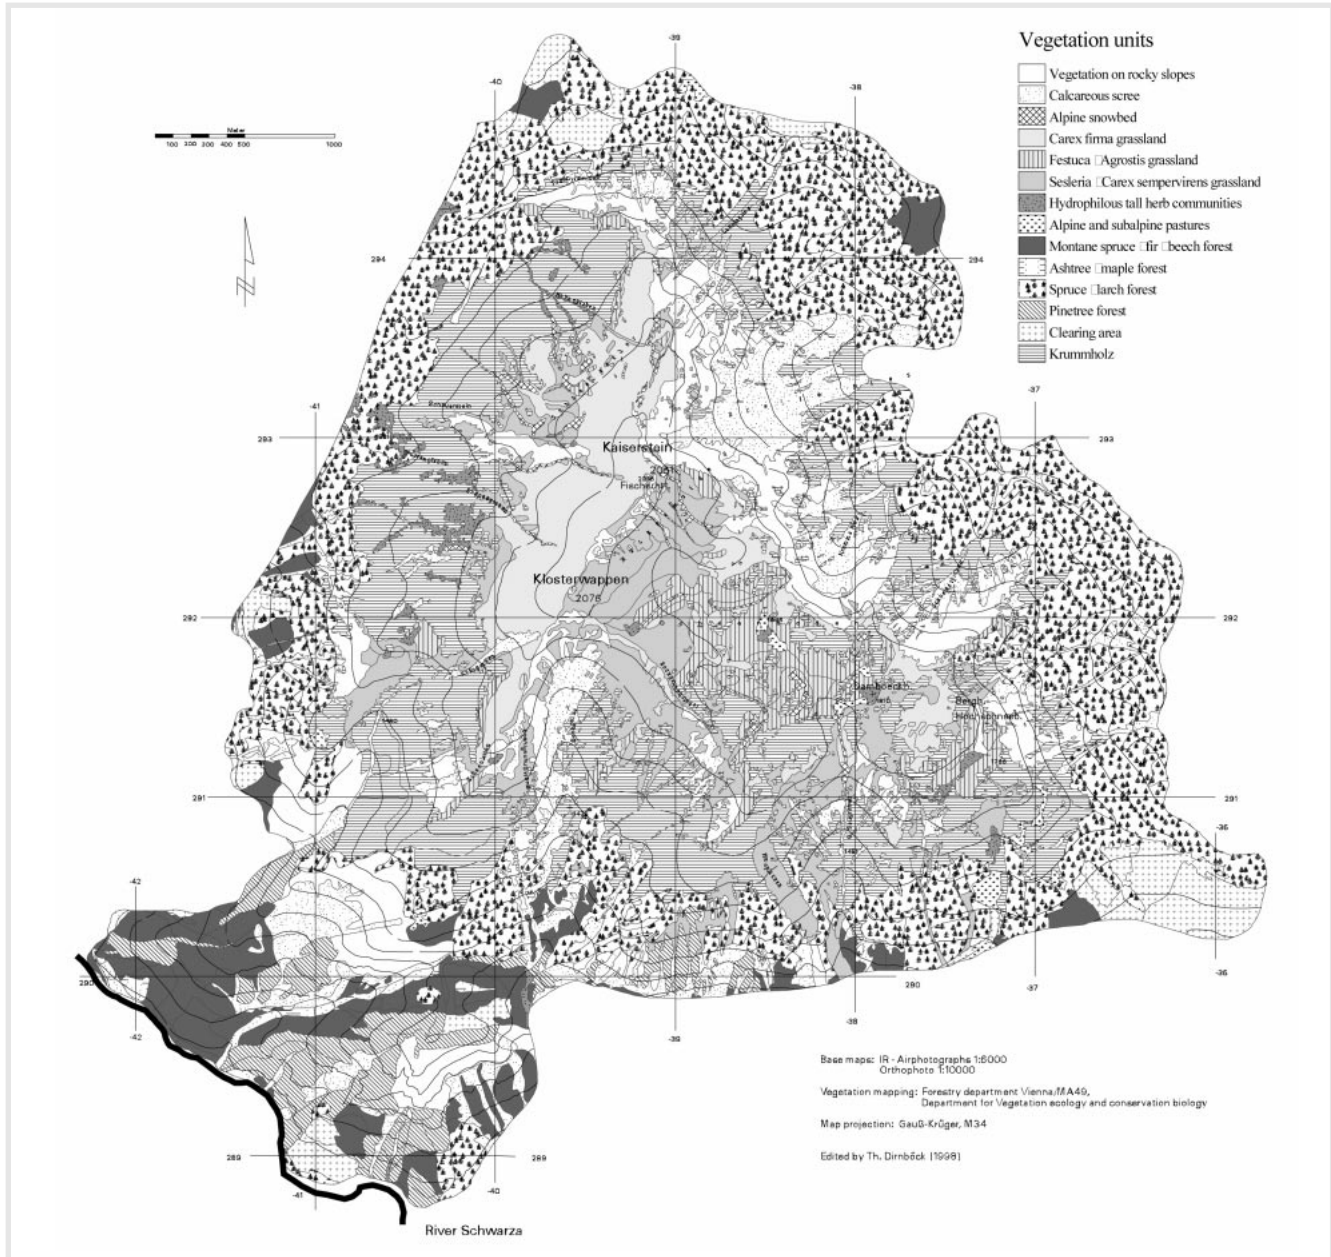 Vegetation units
Vegetation on rocky slopes
Calcareous scree
Alpine snowbed
Carex firma grassland
Festuca □Agrostis grassland
Sesleria □Carex sempervirens grassland
Hydrophilous tall herb communities
Alpine and subalpine pastures
Montane spruce □fir □beech forest
Ashtree □maple forest
Spruce □larch forest
Pinetree forest
Clearing area
Krummholz
Meter
100 200 300 400 500 1000
N
-39
-40
-38
294
294
-37
-41
293
293
Kaiserstein
2061
Fischerh.
Klosterwappen
2076
292
292
291
291
-36
-42
290
290
-36
-37
-38
-39
-42
289
289
-40
-41
River Schwarza
Base maps: IR - Airphotographs 1:6000
Orthophoto 1:10000
Vegetation mapping: Forestry department Vienna/MA49,
Department for Vegetation ecology and conservation biology
Map projection: Gauß-Krüger, M34
Edited by Th. Dirnböck (1998)